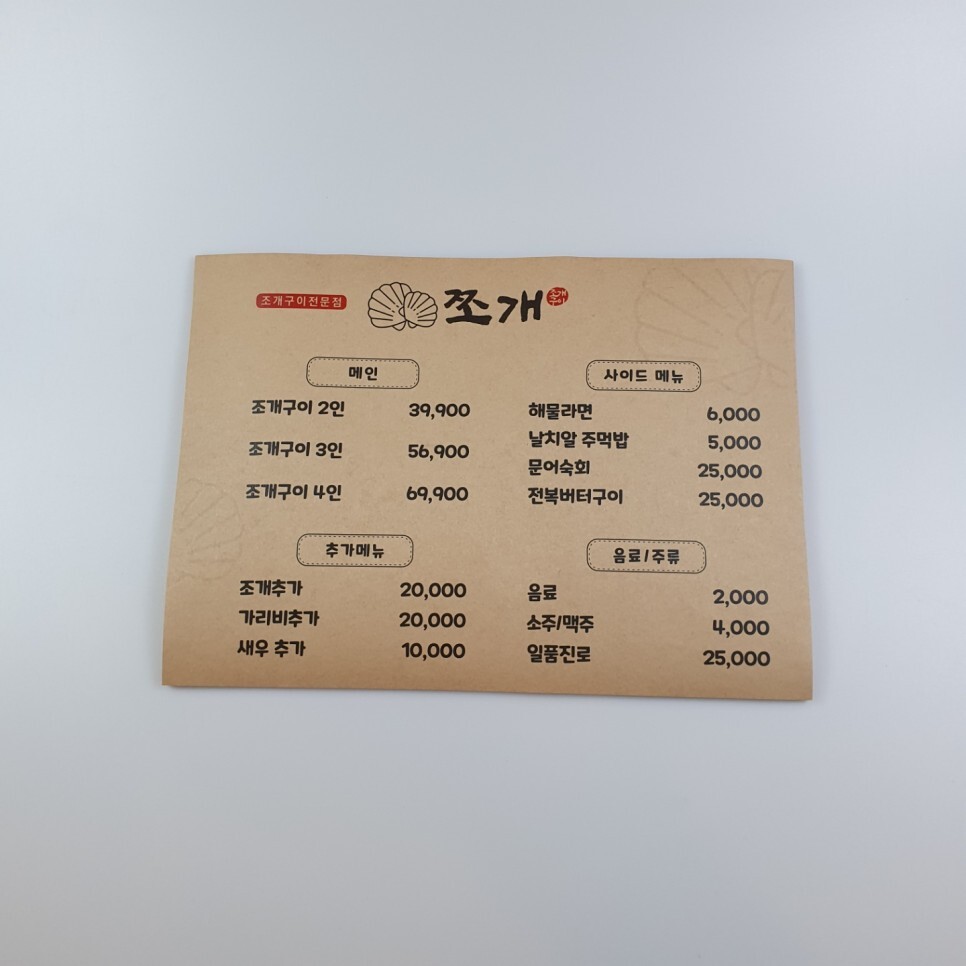 조개구이전문점
쪼개
조개
구이
메인
조개구이 2인 39,900
조개구이 3인 56,900
조개구이 4인 69,900
사이드 메뉴
해물라면 6,000
날치알 주먹밥 5,000
문어숙회 25,000
전복버터구이 25,000
추가메뉴
조개추가 20,000
가리비추가 20,000
새우 추가 10,000
음료/주류
음료 2,000
소주/맥주 4,000
일품진로 25,000